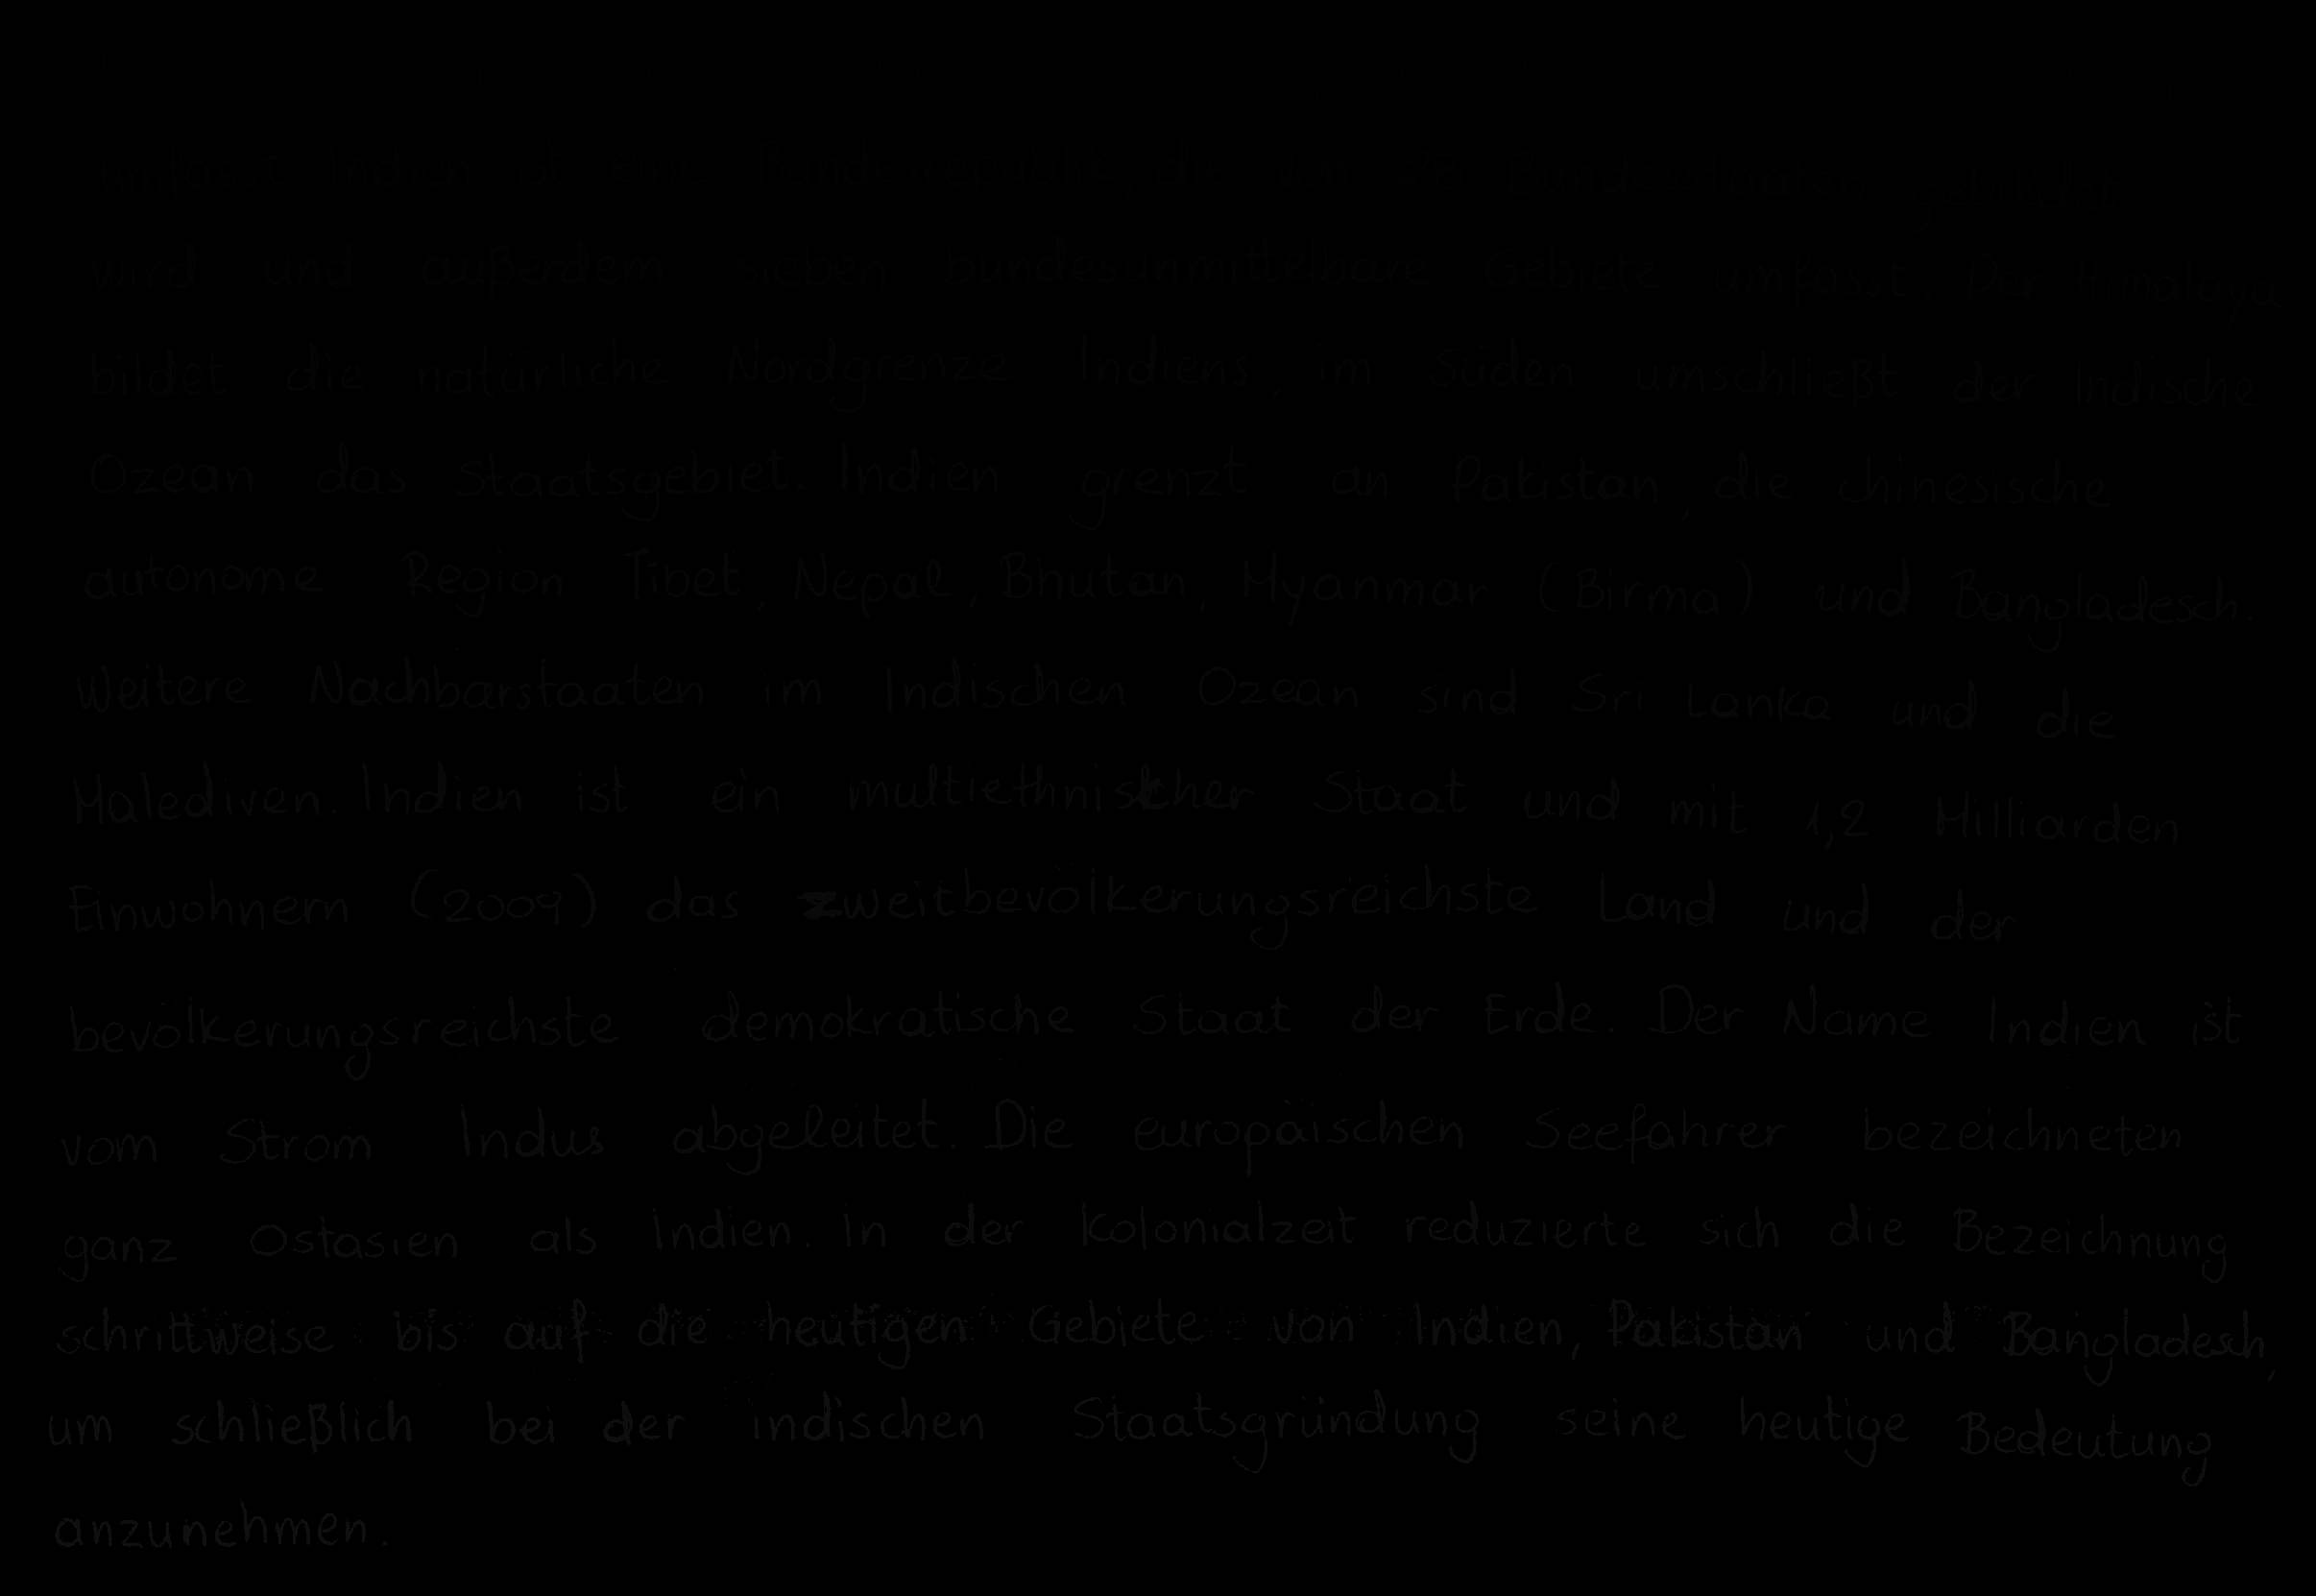 umfasst Indien ist eine Bundesrepublik, die von 28 Bundesstaaten gebildet
wird und außerdem sieben bundesunmittelbare Gebiete umfasst. Der Himalaya
bildet die natürliche Nordgrenze Indiens, im Süden umschließt der Indische
Ozean das Staatsgebiet. Indien grenzt an Pakistan, die chinesische
autonome Region Tibet, Nepal, Bhutan, Myanmar (Birma) und Bangladesch.
Weitere Nachbarstaaten im Indischen Ozean sind Sri Lanka und die
Malediven. Indien ist ein multiethnischer Staat und mit 1,2 Milliarden
Einwohnern (2009) das zweitbevölkerungsreichste Land und der
bevölkerungsreichste demokratische Staat der Erde. Der Name Indien ist
vom Strom Indus abgeleitet. Die europäischen Seefahrer bezeichneten
ganz Ostasien als Indien. In der Kolonialzeit reduzierte sich die Bezeichnung
schrittweise bis auf die heutigen Gebiete von Indien, Pakistan und Bangladesch,
um schließlich bei der indischen Staatsgründung seine heutige Bedeutung
anzunehmen.